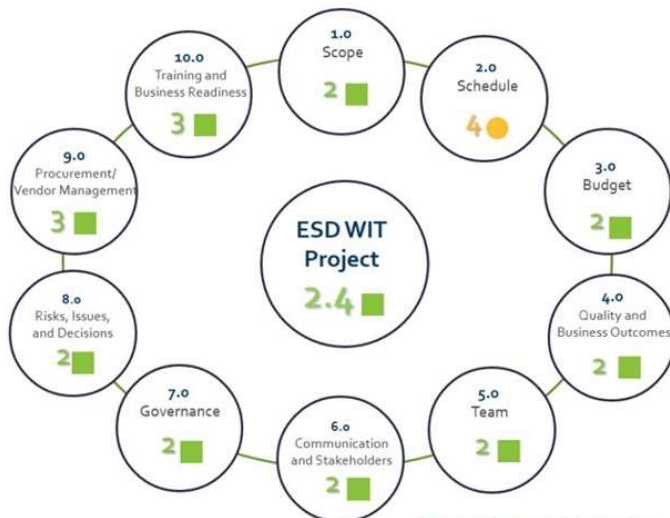 1.0
Scope
2
2.0
Schedule
4
3.0
Budget
2
4.0
Quality and
Business Outcomes
2
5.0
Team
2
6.0
Communication
and Stakeholders
2
7.0
Governance
2
8.0
Risks, Issues,
and Decisions
2
9.0
Procurement/
Vendor Management
3
10.0
Training and
Business Readiness
3
ESD WIT
Project
2.4